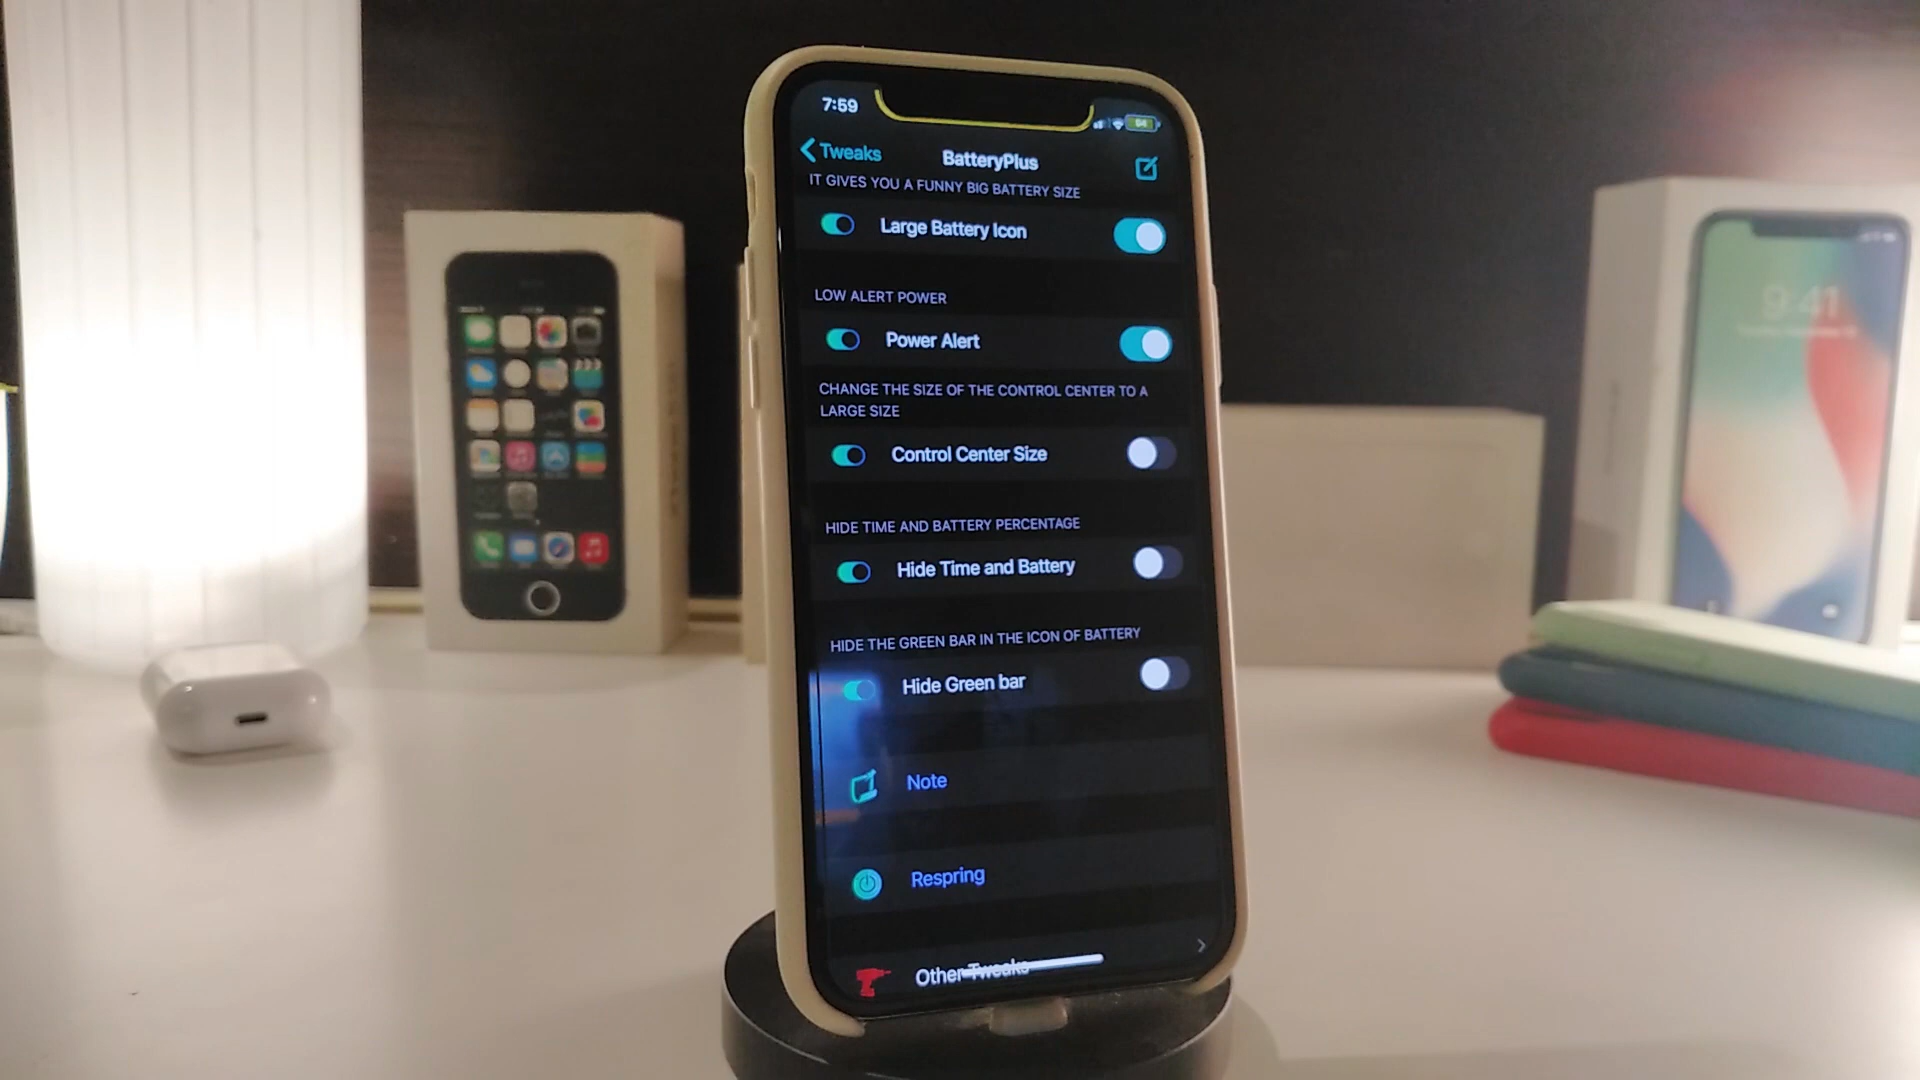 7:59
64
Tweaks
BatteryPlus
IT GIVES YOU A FUNNY BIG BATTERY SIZE
Large Battery Icon
LOW ALERT POWER
Power Alert
CHANGE THE SIZE OF THE CONTROL CENTER TO A
LARGE SIZE
Control Center Size
HIDE TIME AND BATTERY PERCENTAGE
Hide Time and Battery
HIDE THE GREEN BAR IN THE ICON OF BATTERY
Hide Green bar
Note
Respring
Other Tweaks
9:41